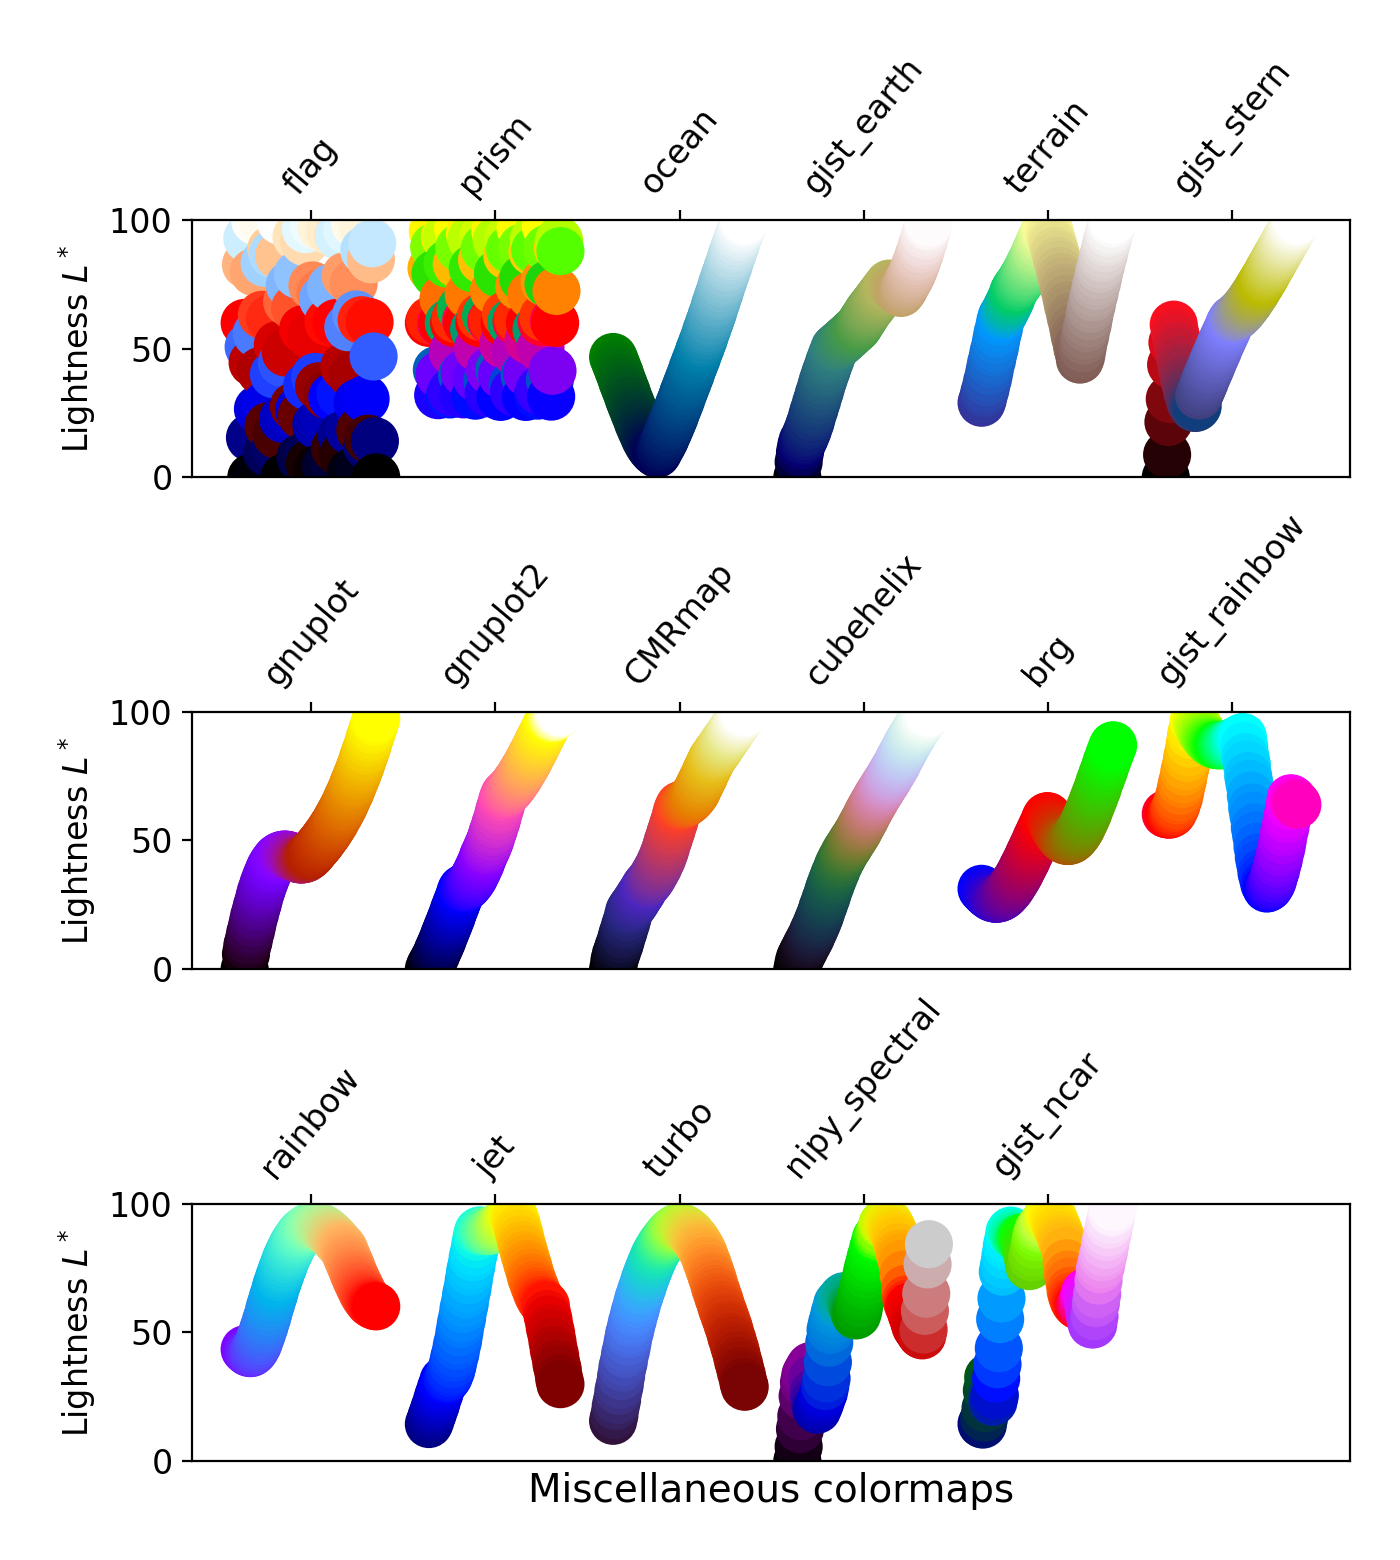 flag
prism
ocean
gist_earth
terrain
gist_stern
100
50
0
Lightness L*
gnuplot
gnuplot2
CMRmap
cubehelix
brg
gist_rainbow
100
50
0
Lightness L*
rainbow
jet
turbo
nipy_spectral
gist_ncar
100
50
0
Lightness L*
Miscellaneous colormaps